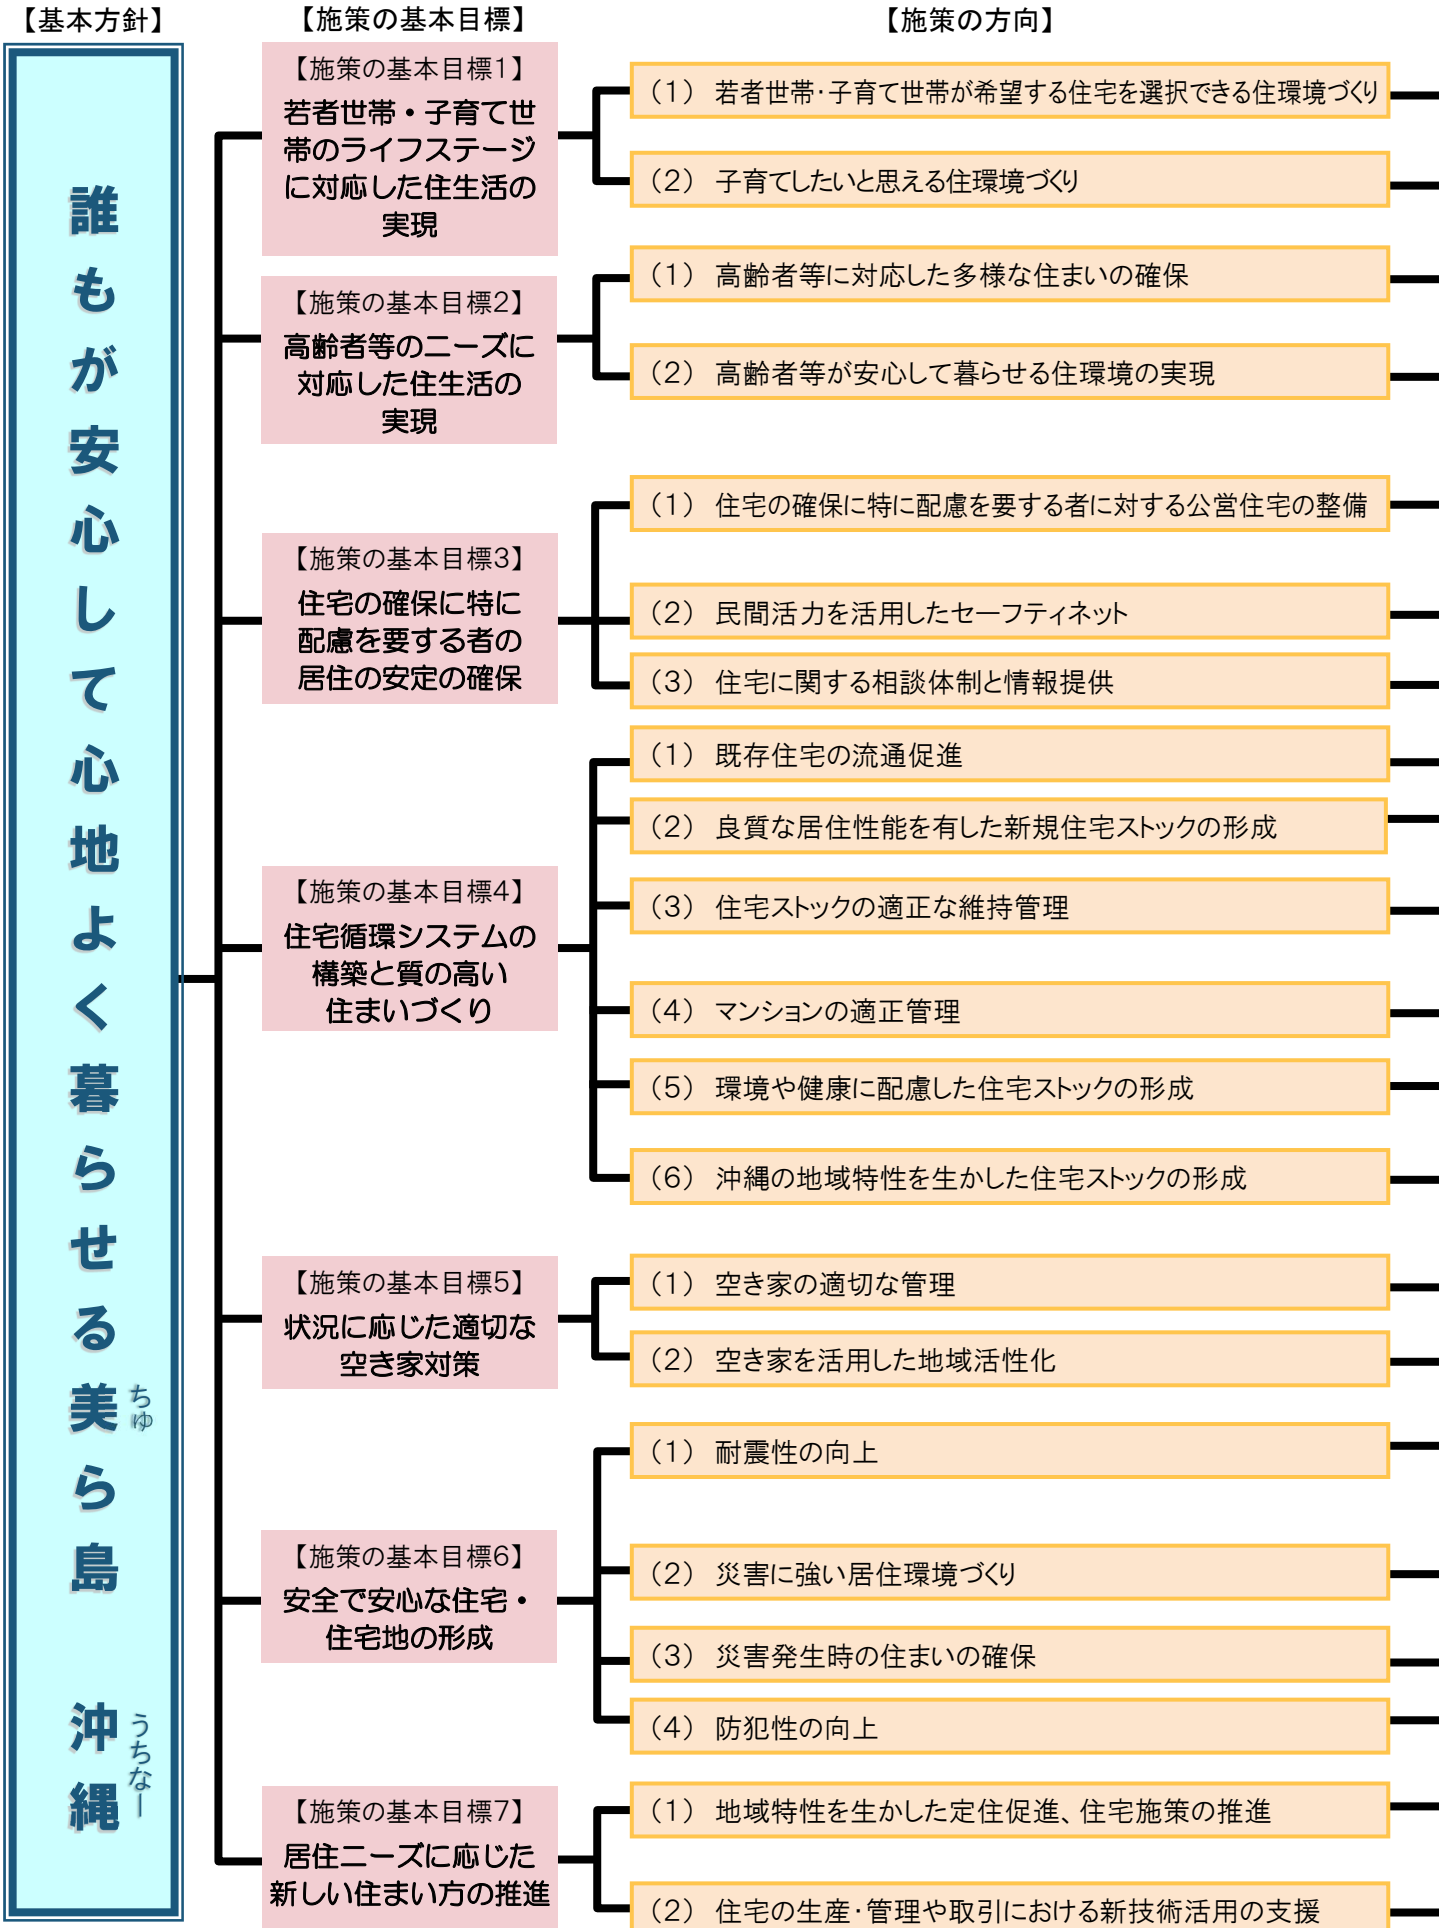 【基本方針】
誰もが安心して心地よく暮らせる美ら島 沖縄
ちゅ
うちなー
【施策の基本目標】
【施策の方向】
【施策の基本目標1】
若者世帯・子育て世
帯のライフステージ
に対応した住生活の
実現
(1) 若者世帯･子育て世帯が希望する住宅を選択できる住環境づくり
(2) 子育てしたいと思える住環境づくり
【施策の基本目標2】
高齢者等のニーズに
対応した住生活の
実現
(1) 高齢者等に対応した多様な住まいの確保
(2) 高齢者等が安心して暮らせる住環境の実現
【施策の基本目標3】
住宅の確保に特に
配慮を要する者の
居住の安定の確保
(1) 住宅の確保に特に配慮を要する者に対する公営住宅の整備
(2) 民間活力を活用したセーフティネット
(3) 住宅に関する相談体制と情報提供
【施策の基本目標4】
住宅循環システムの
構築と質の高い
住まいづくり
(1) 既存住宅の流通促進
(2) 良質な居住性能を有した新規住宅ストックの形成
(3) 住宅ストックの適正な維持管理
(4) マンションの適正管理
(5) 環境や健康に配慮した住宅ストックの形成
(6) 沖縄の地域特性を生かした住宅ストックの形成
【施策の基本目標5】
状況に応じた適切な
空き家対策
(1) 空き家の適切な管理
(2) 空き家を活用した地域活性化
【施策の基本目標6】
安全で安心な住宅・
住宅地の形成
(1) 耐震性の向上
(2) 災害に強い居住環境づくり
(3) 災害発生時の住まいの確保
(4) 防犯性の向上
【施策の基本目標7】
居住ニーズに応じた
新しい住まい方の推進
(1) 地域特性を生かした定住促進、住宅施策の推進
(2) 住宅の生産･管理や取引における新技術活用の支援